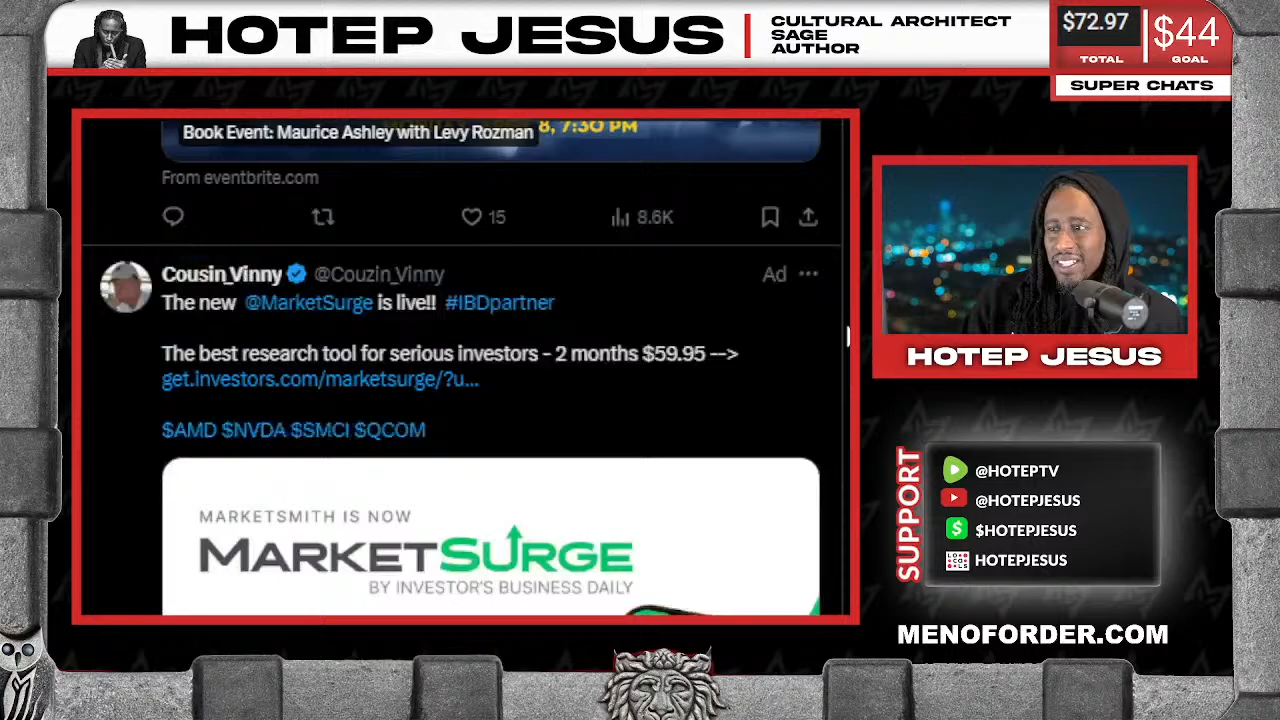 HOTEP JESUS
CULTURAL ARCHITECT
SAGE
AUTHOR
$72.97
TOTAL
$44
GOAL
SUPER CHATS
8, 7:30 PM
Book Event: Maurice Ashley with Levy Rozman
From eventbrite.com
15
8.6K
Cousin_Vinny @Couzin_Vinny
Ad
The new @MarketSurge is live!! #IBDpartner
The best research tool for serious investors - 2 months $59.95 -->
get.investors.com/marketsurge/?u...
$AMD $NVDA $SMCI $QCOM
MARKETSMITH IS NOW
MARKETSURGE
BY INVESTOR'S BUSINESS DAILY
HOTEP JESUS
SUPPORT
@HOTEPTV
@HOTEPJESUS
$HOTEPJESUS
LOCALS
HOTEPJESUS
MENOFORDER.COM